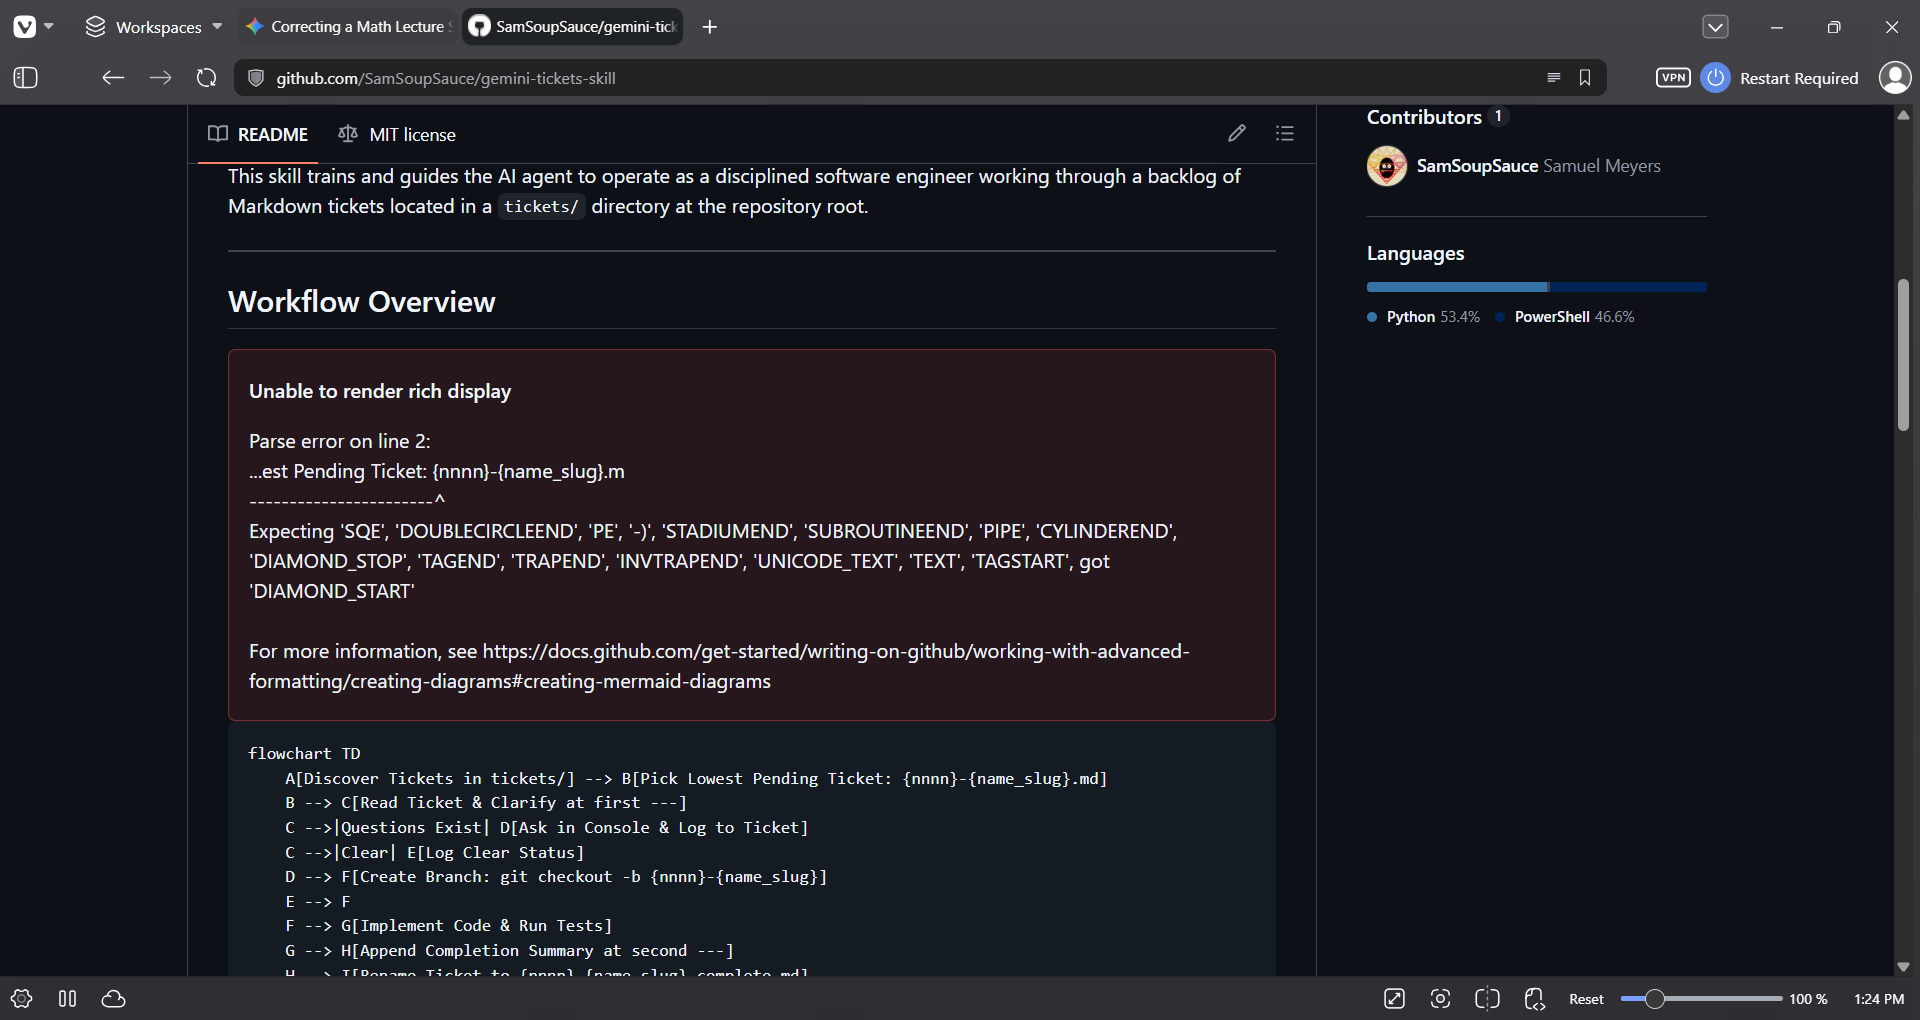 Workspaces
Correcting a Math Lecture
SamSoupSauce/gemini-tick
github.com/SamSoupSauce/gemini-tickets-skill
VPN
Restart Required
README
MIT license
This skill trains and guides the AI agent to operate as a disciplined software engineer working through a backlog of
Markdown tickets located in a tickets/ directory at the repository root.
Workflow Overview
Unable to render rich display
Parse error on line 2:
...est Pending Ticket: {nnnn}-{name_slug}.m
-----------------------^
Expecting 'SQE', 'DOUBLECIRCLEEND', 'PE', '-)', 'STADIUMEND', 'SUBROUTINEEND', 'PIPE', 'CYLINDEREND',
'DIAMOND_STOP', 'TAGEND', 'TRAPEND', 'INVTRAPEND', 'UNICODE_TEXT', 'TEXT', 'TAGSTART', got
'DIAMOND_START'
For more information, see https://docs.github.com/get-started/writing-on-github/working-with-advanced-
formatting/creating-diagrams#creating-mermaid-diagrams
flowchart TD
A[Discover Tickets in tickets/] --> B[Pick Lowest Pending Ticket: {nnnn}-{name_slug}.md]
B --> C[Read Ticket & Clarify at first ---]
C -->|Questions Exist| D[Ask in Console & Log to Ticket]
C -->|Clear| E[Log Clear Status]
D --> F[Create Branch: git checkout -b {nnnn}-{name_slug}]
E --> F
F --> G[Implement Code & Run Tests]
G --> H[Append Completion Summary at second ---]
H --> I[Rename Ticket to {nnnn}-{name_slug}-complete.md]
Contributors 1
SamSoupSauce Samuel Meyers
Languages
Python 53.4%
PowerShell 46.6%
Reset
100 %
1:24 PM